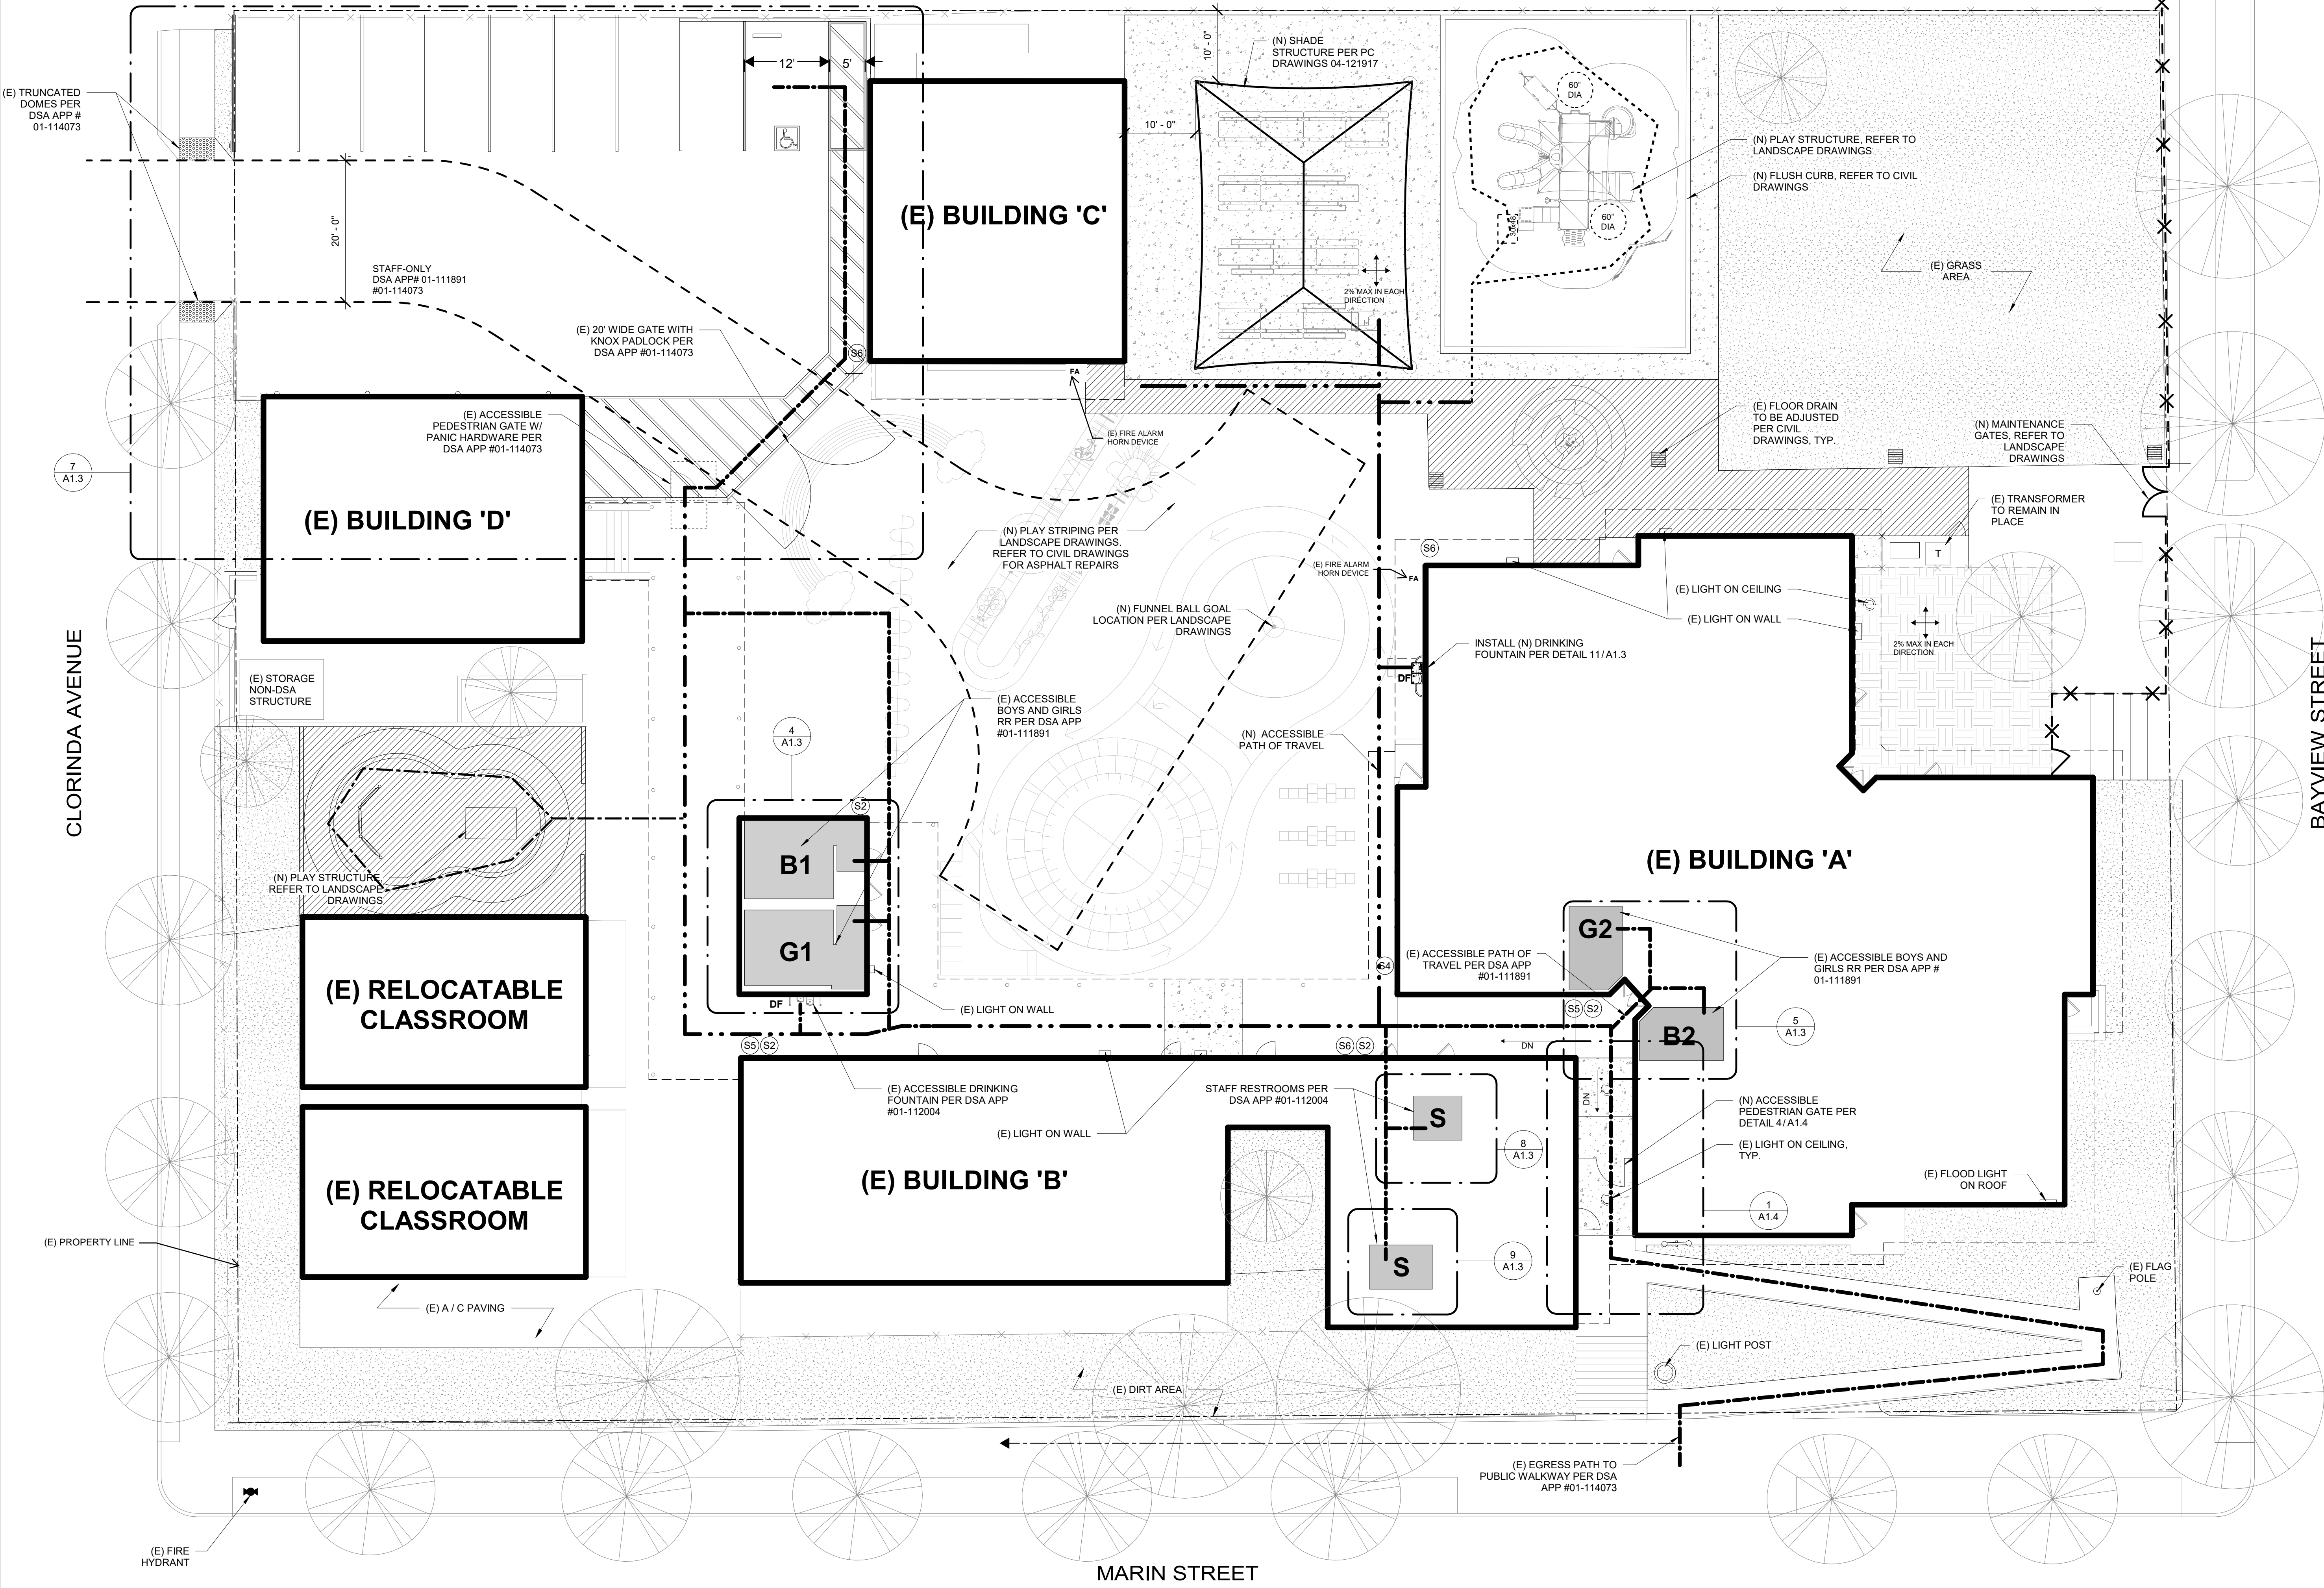 12'
5'
10' - 0"
(N) SHADE
STRUCTURE PER PC
DRAWINGS 04-121917
60"
DIA
(E) TRUNCATED
DOMES PER
DSA APP #
01-114073
10' - 0"
(N) PLAY STRUCTURE, REFER TO
LANDSCAPE DRAWINGS
(N) FLUSH CURB, REFER TO CIVIL
DRAWINGS
(E) BUILDING 'C'
60"
DIA
30x48
20' - 0"
STAFF-ONLY
DSA APP# 01-111891
#01-114073
(E) GRASS
AREA
2% MAX IN EACH
DIRECTION
(E) 20' WIDE GATE WITH
KNOX PADLOCK PER
DSA APP #01-114073
S6
FA
(E) FIRE ALARM
HORN DEVICE
(E) ACCESSIBLE
PEDESTRIAN GATE W/
PANIC HARDWARE PER
DSA APP #01-114073
(E) FLOOR DRAIN
TO BE ADJUSTED
PER CIVIL
DRAWINGS, TYP.
(N) MAINTENANCE
GATES, REFER TO
LANDSCAPE
DRAWINGS
7
A1.3
(E) BUILDING 'D'
(E) TRANSFORMER
TO REMAIN IN
PLACE
T
(N) PLAY STRIPING PER
LANDSCAPE DRAWINGS.
REFER TO CIVIL DRAWINGS
FOR ASPHALT REPAIRS
S6
(E) FIRE ALARM
HORN DEVICE
FA
(E) LIGHT ON CEILING
(E) LIGHT ON WALL
(N) FUNNEL BALL GOAL
LOCATION PER LANDSCAPE
DRAWINGS
2% MAX IN EACH
DIRECTION
INSTALL (N) DRINKING
FOUNTAIN PER DETAIL 11/A1.3
DF
CLORINDA AVENUE
BAYVIEW STREET
(E) STORAGE
NON-DSA
STRUCTURE
(E) ACCESSIBLE
BOYS AND GIRLS
RR PER DSA APP
#01-111891
4
A1.3
(N) ACCESSIBLE
PATH OF TRAVEL
S2
B1
(E) BUILDING 'A'
(N) PLAY STRUCTURE,
REFER TO LANDSCAPE
DRAWINGS
G1
G2
S4
(E) ACCESSIBLE PATH OF
TRAVEL PER DSA APP
#01-111891
(E) ACCESSIBLE BOYS AND
GIRLS RR PER DSA APP #
01-111891
(E) RELOCATABLE
CLASSROOM
DF
(E) LIGHT ON WALL
S5 S2
B2
5
A1.3
S5 S2
S6 S2
DN
DN
(E) ACCESSIBLE DRINKING
FOUNTAIN PER DSA APP
#01-112004
(E) LIGHT ON WALL
STAFF RESTROOMS PER
DSA APP #01-112004
S
8
A1.3
(N) ACCESSIBLE
PEDESTRIAN GATE PER
DETAIL 4/A1.4
(E) LIGHT ON CEILING,
TYP.
(E) FLOOD LIGHT
ON ROOF
(E) BUILDING 'B'
(E) RELOCATABLE
CLASSROOM
1
A1.4
(E) PROPERTY LINE
S
9
A1.3
(E) FLAG
POLE
(E) A / C PAVING
(E) LIGHT POST
(E) DIRT AREA
(E) EGRESS PATH TO
PUBLIC WALKWAY PER DSA
APP #01-114073
(E) FIRE
HYDRANT
MARIN STREET